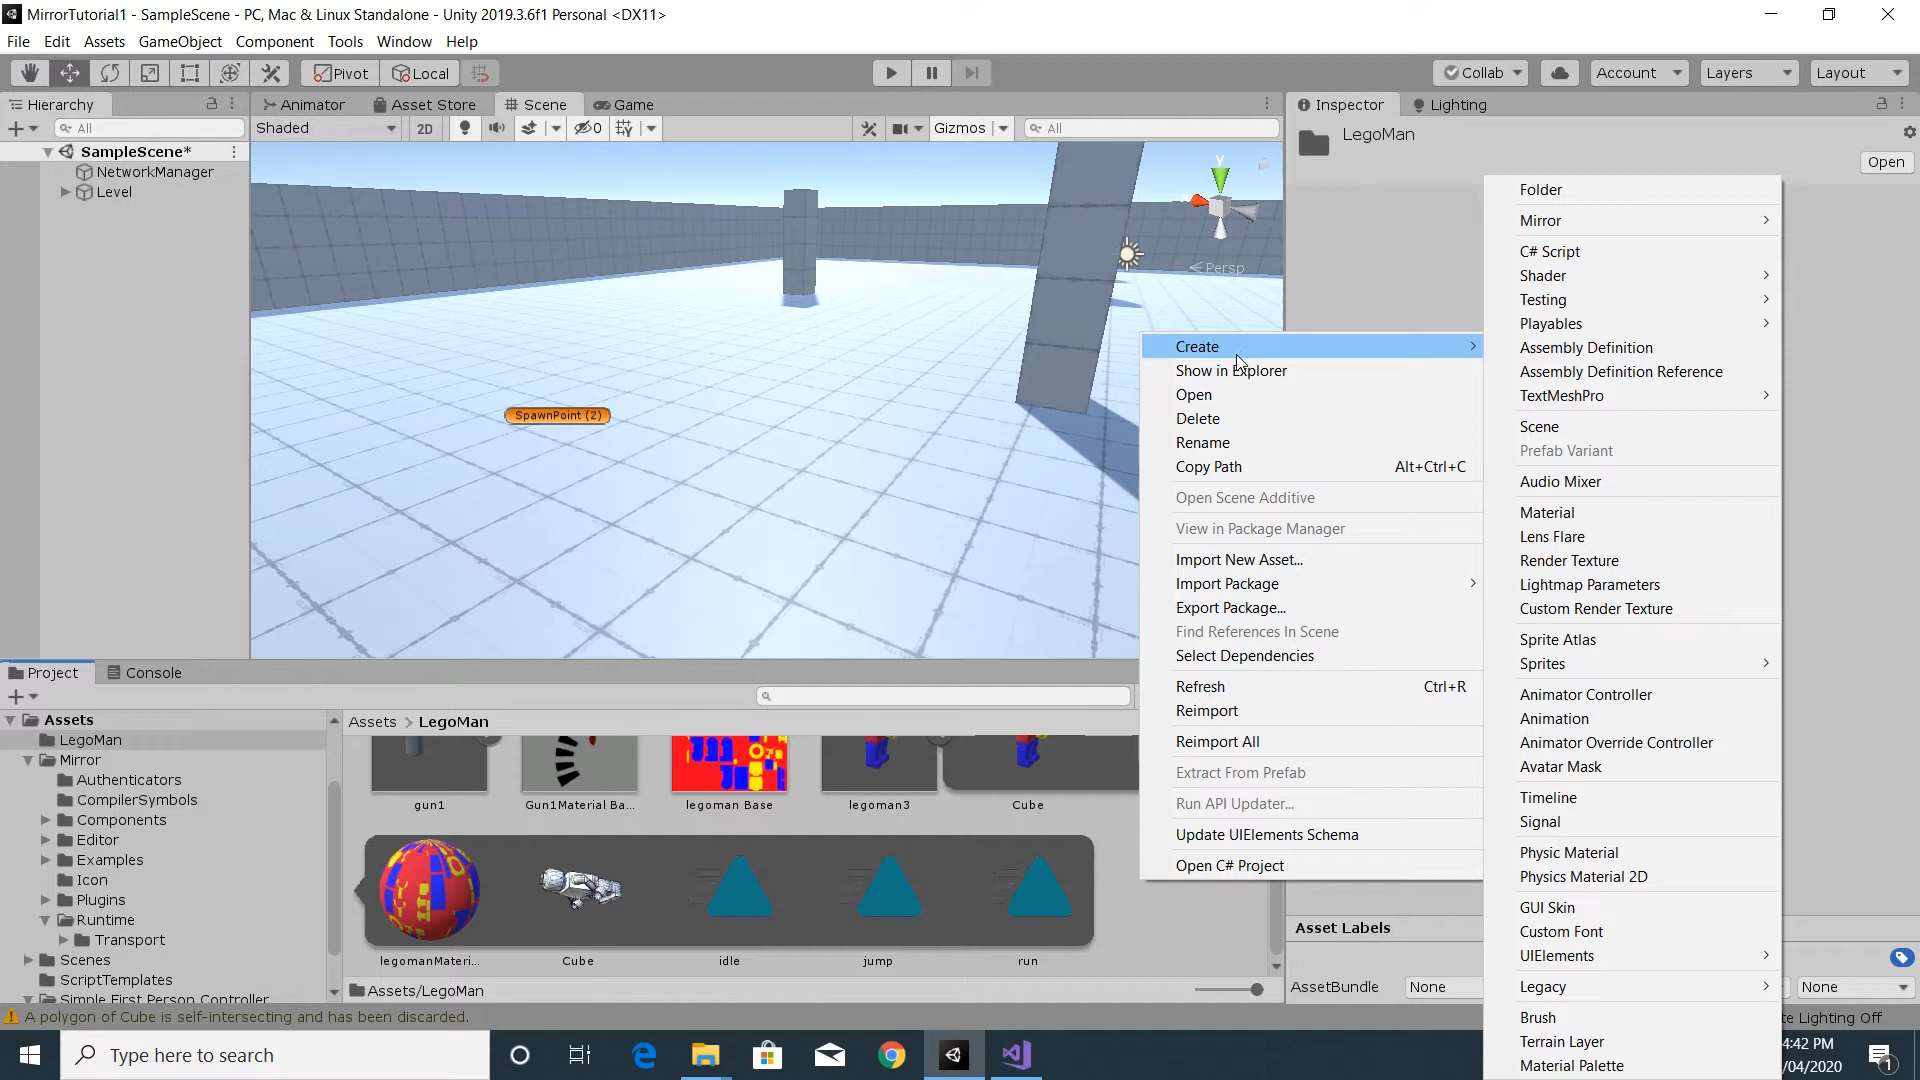 MirrorTutorial1 - SampleScene - PC, Mac & Linux Standalone - Unity 2019.3.6f1 Personal <DX11>
File Edit Assets GameObject Component Tools Window Help
Pivot Local Collab Account Layers Layout
Hierarchy
Animator Asset Store Scene Game
Inspector Lighting
All
Shaded 2D 0 Gizmos All
LegoMan
Open
SampleScene*
NetworkManager
Level
y
x
Persp
SpawnPoint (2)
Create
Show in Explorer
Open
Delete
Rename
Copy Path Alt+Ctrl+C
Open Scene Additive
View in Package Manager
Import New Asset...
Import Package
Export Package...
Find References In Scene
Select Dependencies
Refresh Ctrl+R
Reimport
Reimport All
Extract From Prefab
Run API Updater...
Update UIElements Schema
Open C# Project
Folder
Mirror
C# Script
Shader
Testing
Playables
Assembly Definition
Assembly Definition Reference
TextMeshPro
Scene
Prefab Variant
Audio Mixer
Material
Lens Flare
Render Texture
Lightmap Parameters
Custom Render Texture
Sprite Atlas
Sprites
Animator Controller
Animation
Animator Override Controller
Avatar Mask
Timeline
Signal
Physic Material
Physics Material 2D
GUI Skin
Custom Font
UIElements
Legacy
Brush
Terrain Layer
Material Palette
Project Console
Assets
LegoMan
Mirror
Authenticators
CompilerSymbols
Components
Editor
Examples
Icon
Plugins
Runtime
Transport
Scenes
ScriptTemplates
Simple First Person Controller
Assets > LegoMan
gun1 Gun1Material Ba... legoman Base legoman3 Cube
legomanMateri... Cube idle jump run
Assets/LegoMan
Asset Labels
AssetBundle None None
A polygon of Cube is self-intersecting and has been discarded.
te Lighting Off
Type here to search
4:42 PM
/04/2020
1